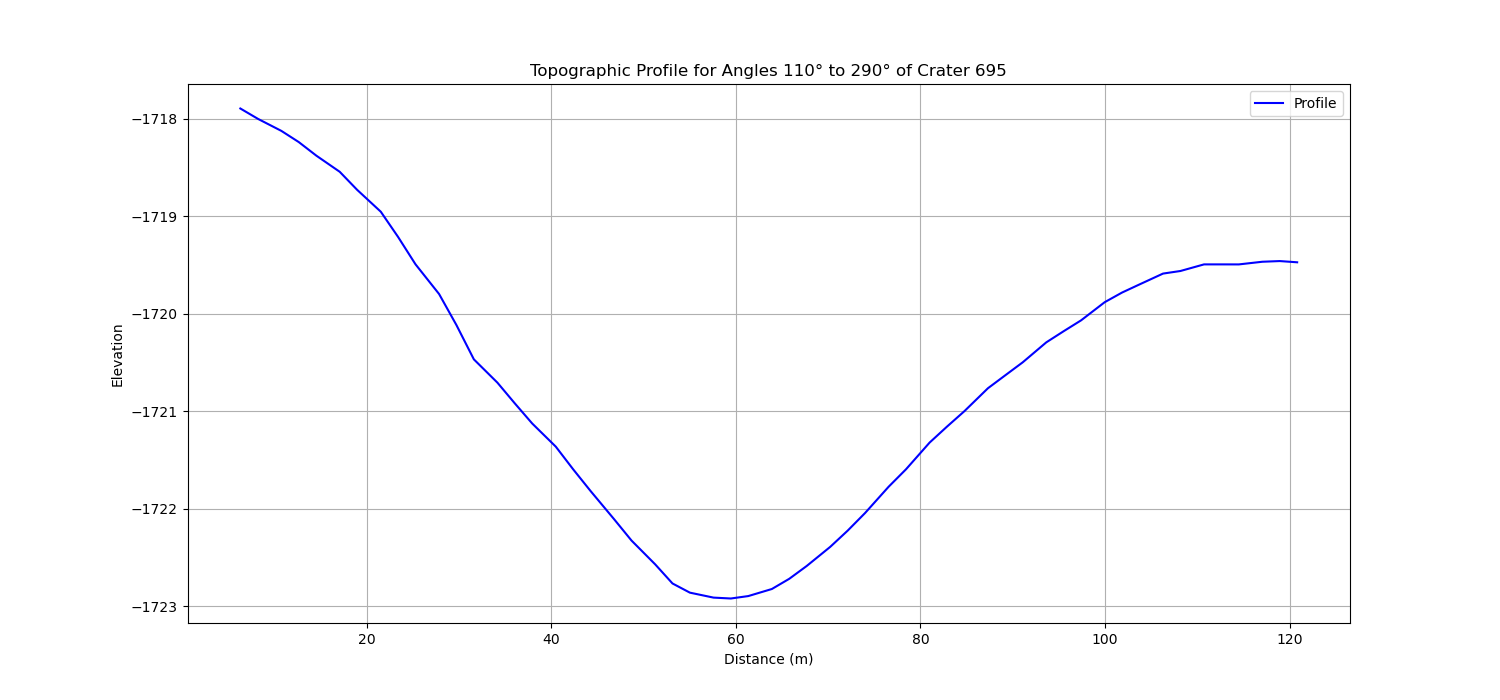 Topographic Profile for Angles 110° to 290° of Crater 695
Profile
−1718
−1719
−1720
−1721
−1722
−1723
Elevation
20 40 60 80 100 120
Distance (m)